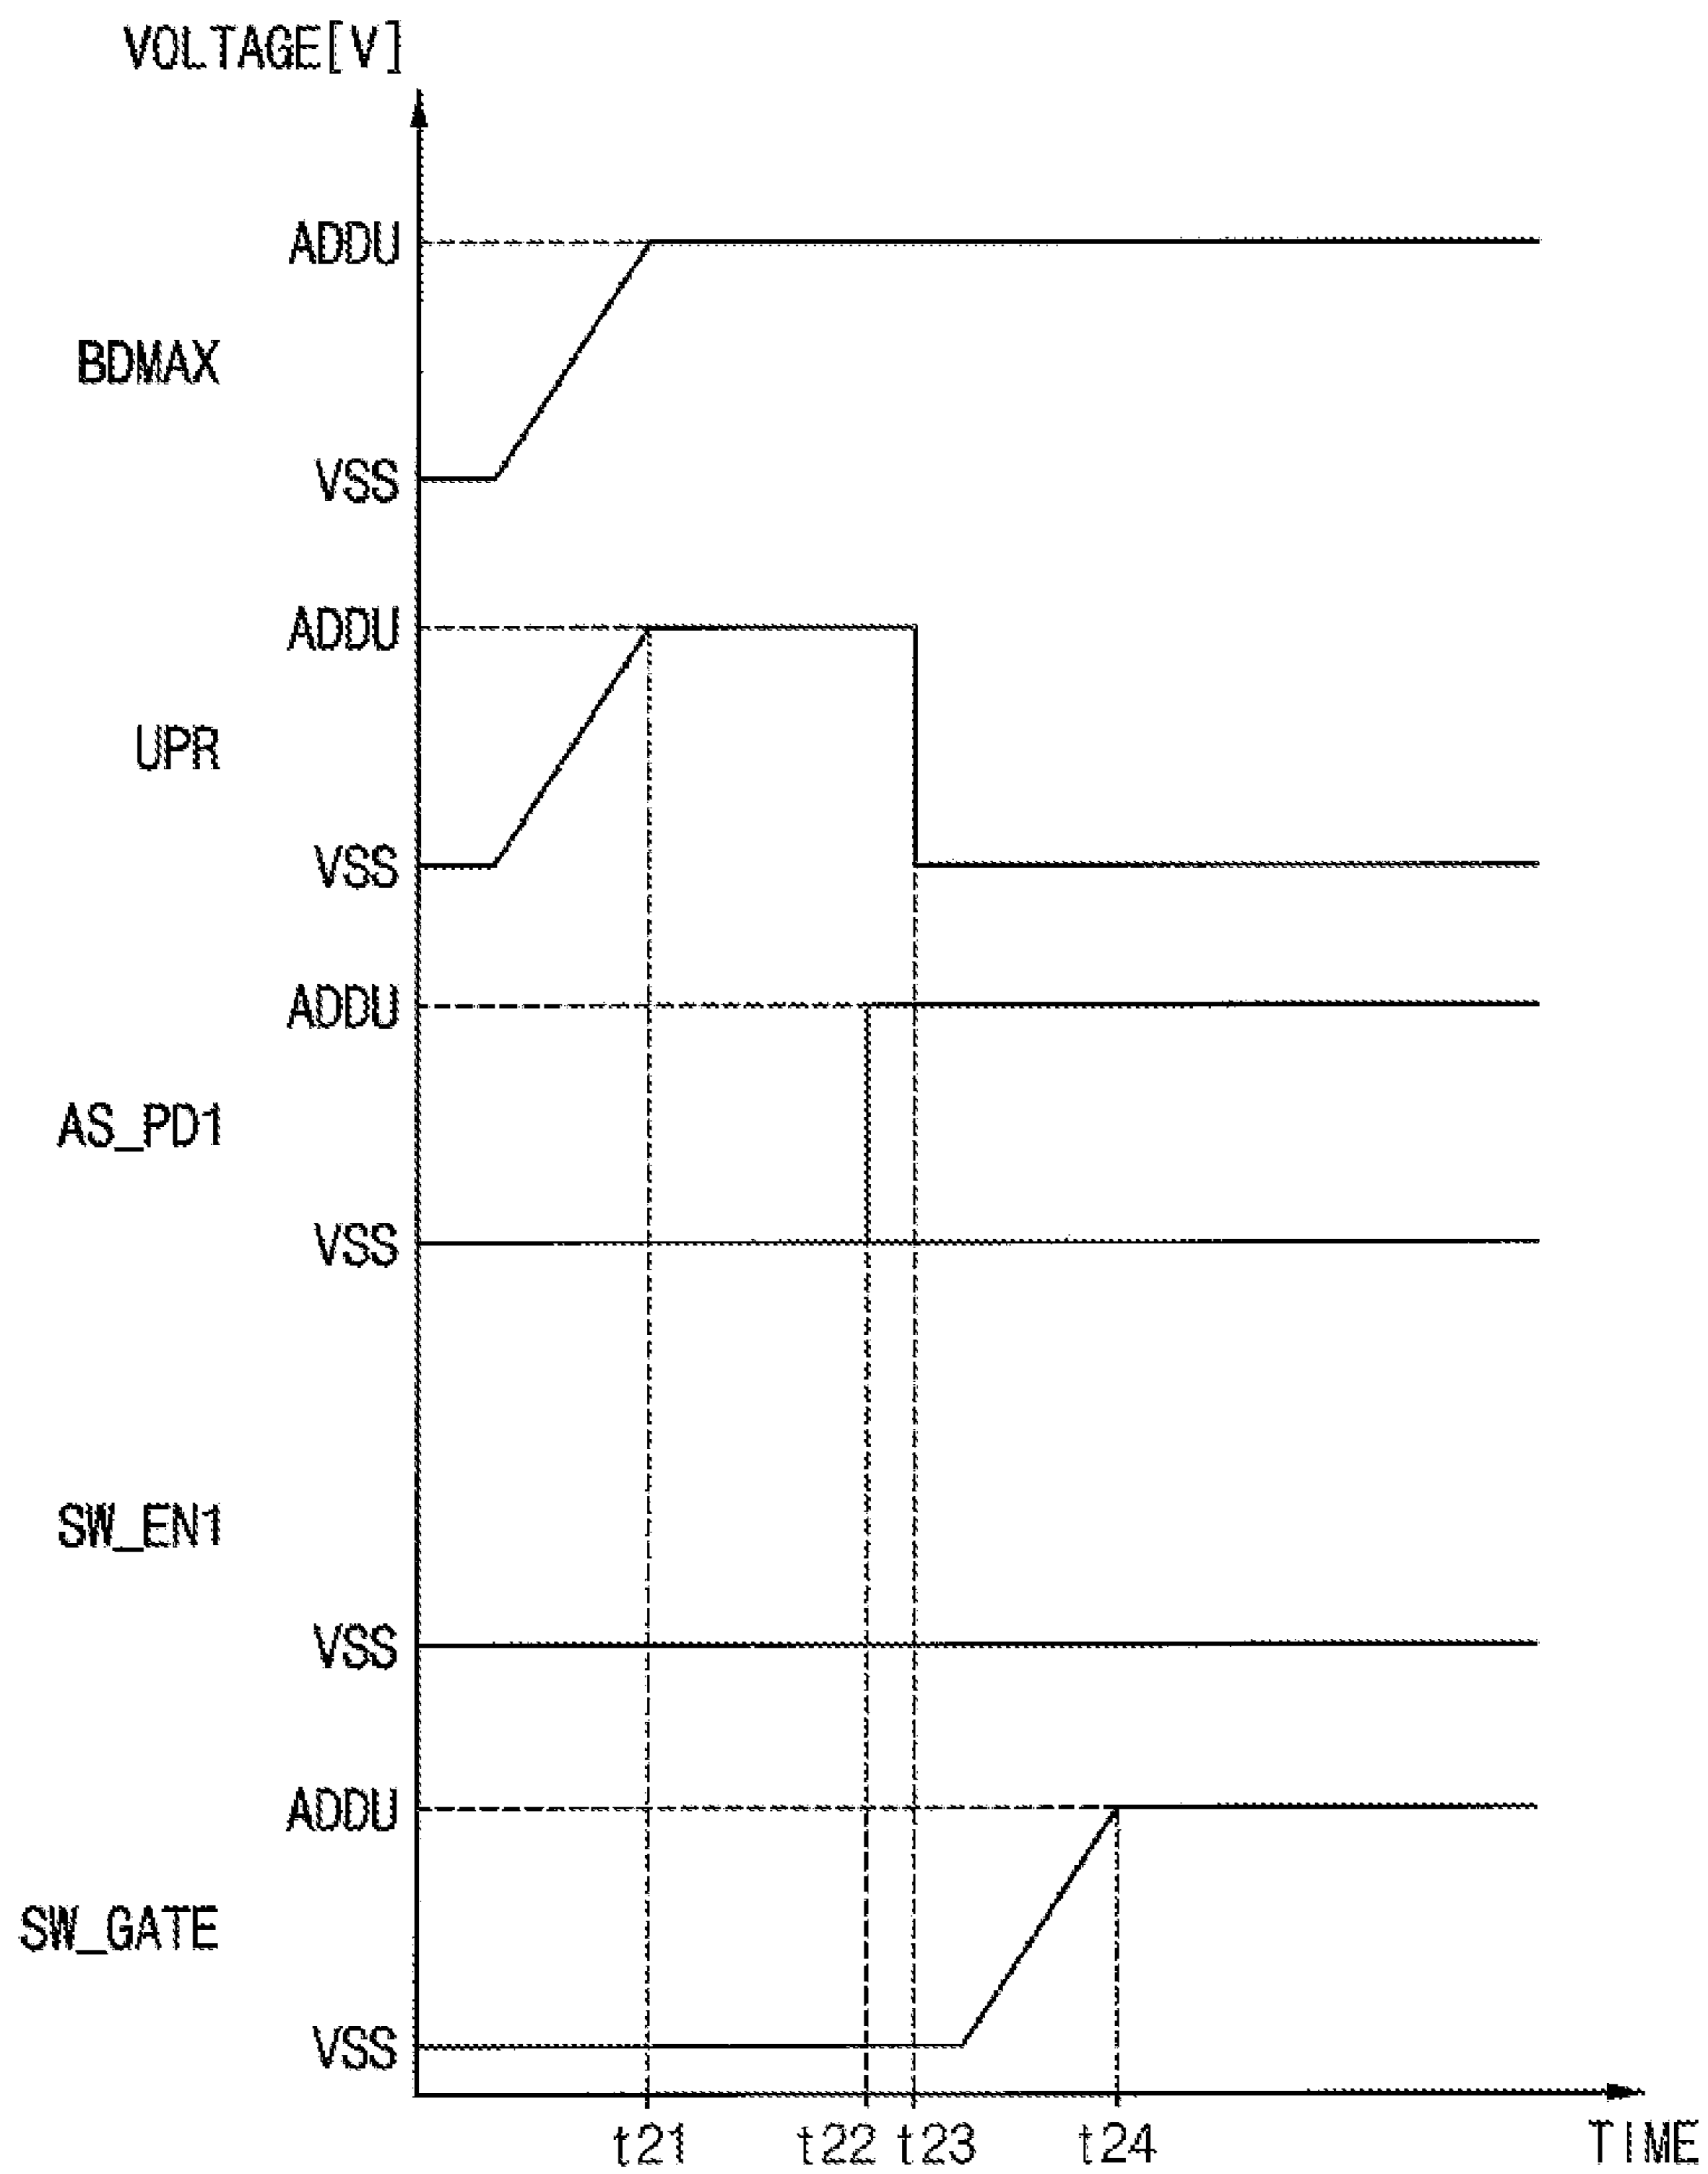 VOLTAGE[V]
ADDU
BDMAX
VSS
ADDU
UPR
VSS
ADDU
AS_PD1
VSS
SW_EN1
VSS
ADDU
SW_GATE
VSS
t21 t22 t23 t24 TIME